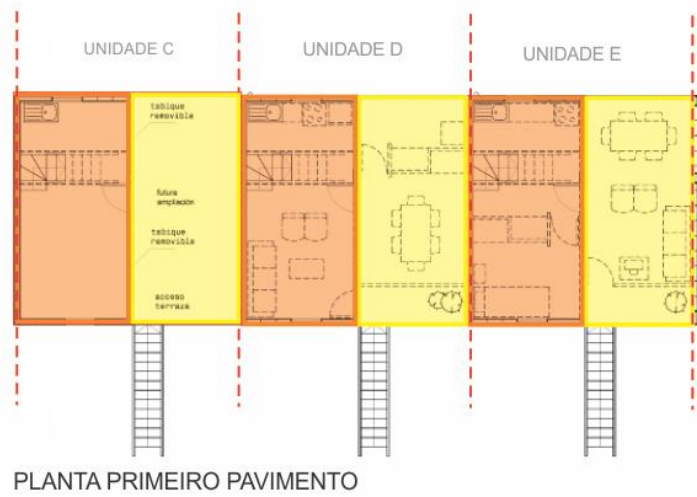 UNIDADE C
UNIDADE D
UNIDADE E
tabique
removible
futura
ampliación
tabique
removible
acceso
terraza
PLANTA PRIMEIRO PAVIMENTO